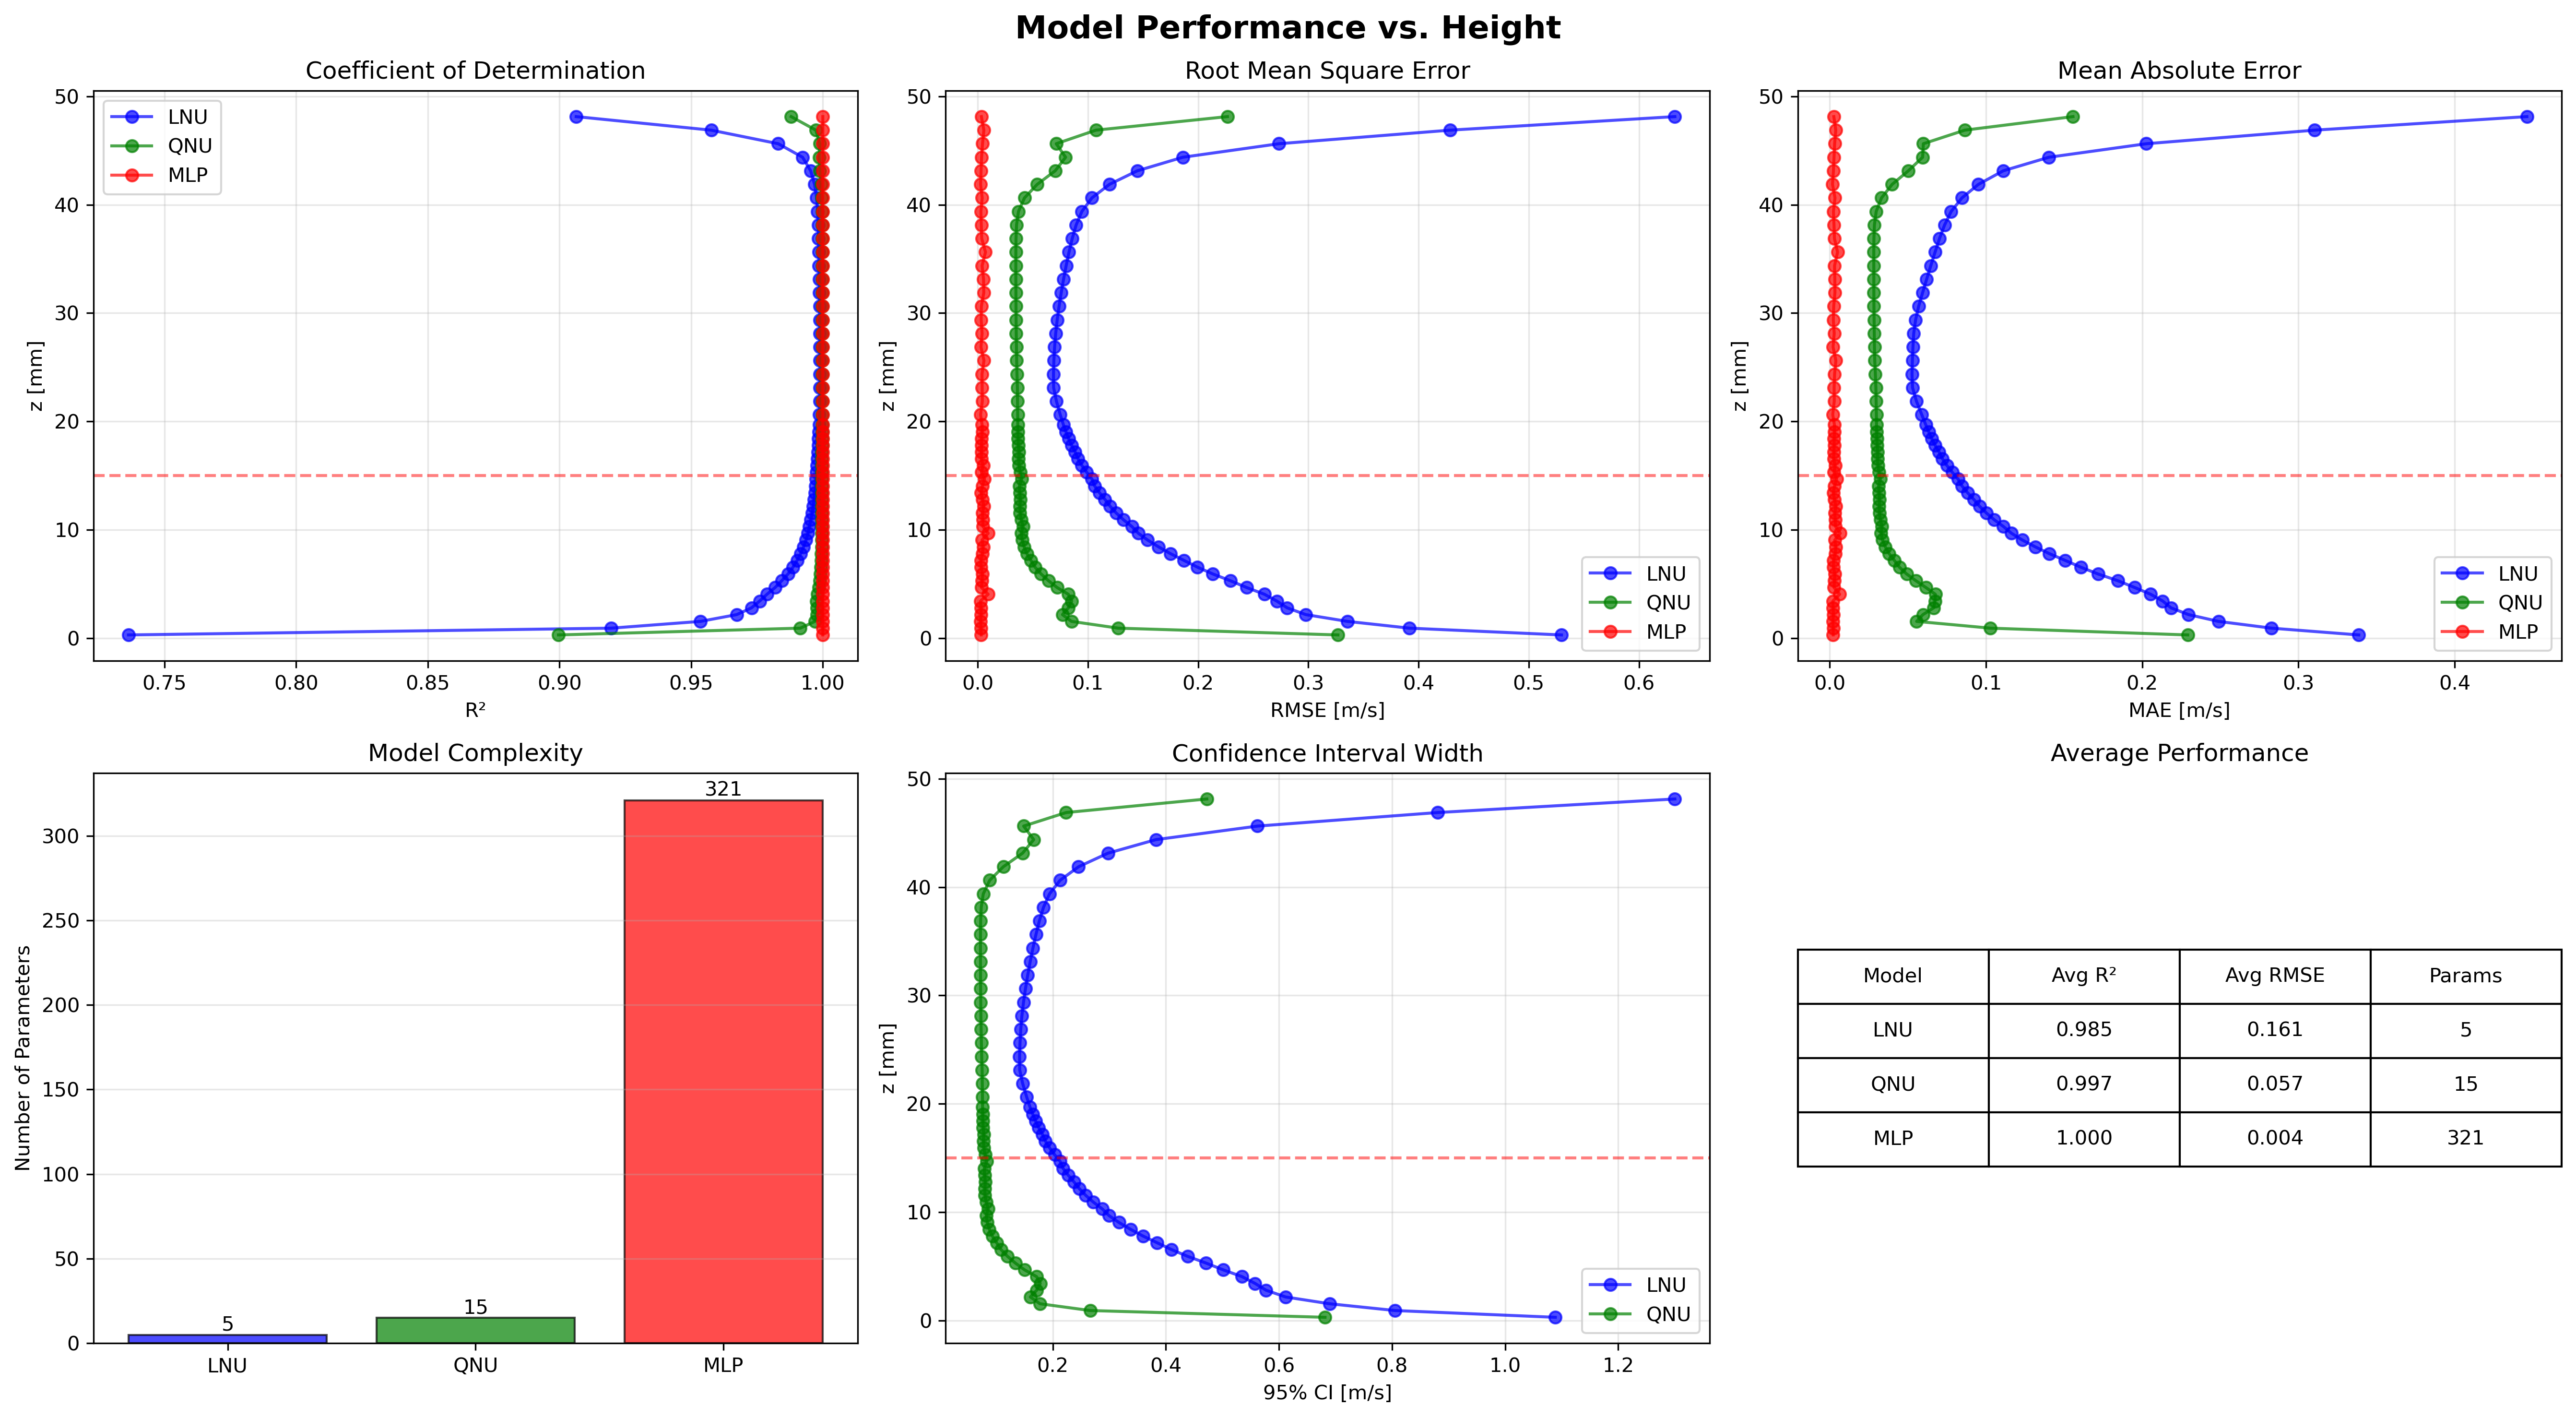 Model Performance vs. Height
Coefficient of Determination
50
40
30
20
10
0
z [mm]
LNU
QNU
MLP
0.75 0.80 0.85 0.90 0.95 1.00
R²
Root Mean Square Error
50
40
30
20
10
0
z [mm]
LNU
QNU
MLP
0.0 0.1 0.2 0.3 0.4 0.5 0.6
RMSE [m/s]
Mean Absolute Error
50
40
30
20
10
0
z [mm]
LNU
QNU
MLP
0.0 0.1 0.2 0.3 0.4
MAE [m/s]
Model Complexity
300
250
200
150
100
50
0
Number of Parameters
5
15
321
LNU QNU MLP
Confidence Interval Width
50
40
30
20
10
0
z [mm]
LNU
QNU
0.2 0.4 0.6 0.8 1.0 1.2
95% CI [m/s]
Average Performance
Model Avg R² Avg RMSE Params
LNU 0.985 0.161 5
QNU 0.997 0.057 15
MLP 1.000 0.004 321